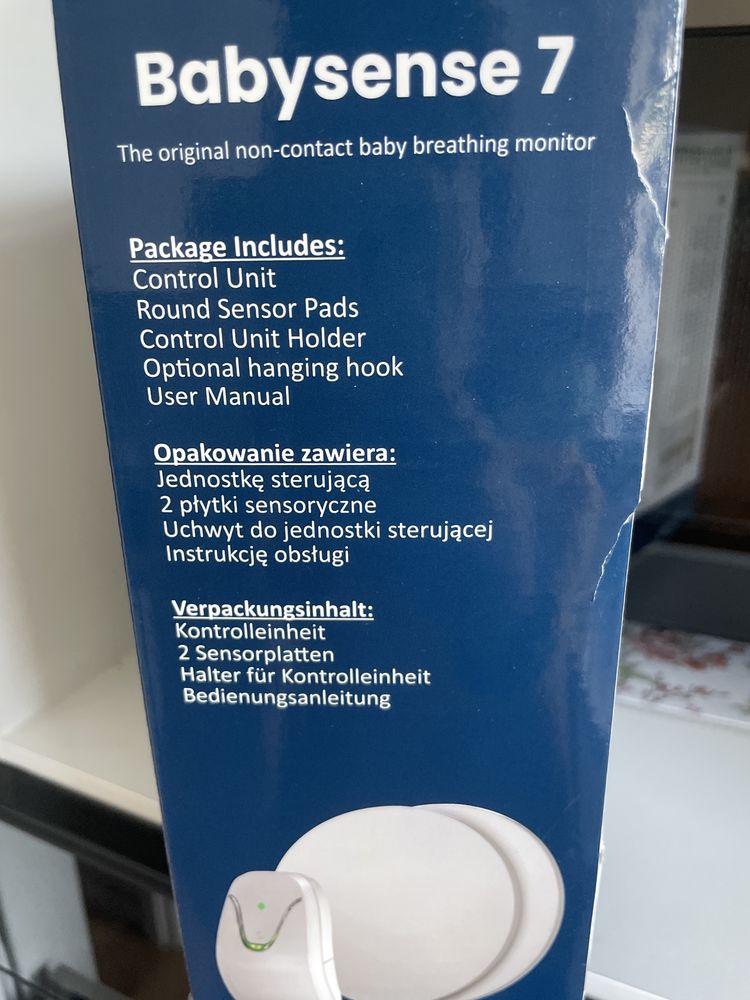 Babysense 7
The original non-contact baby breathing monitor
Package Includes:
Control Unit
Round Sensor Pads
Control Unit Holder
Optional hanging hook
User Manual
Opakowanie zawiera:
Jednostkę sterującą
2 płytki sensoryczne
Uchwyt do jednostki sterującej
Instrukcję obsługi
Verpackungsinhalt:
Kontrolleinheit
2 Sensorplatten
Halter für Kontrolleinheit
Bedienungsanleitung